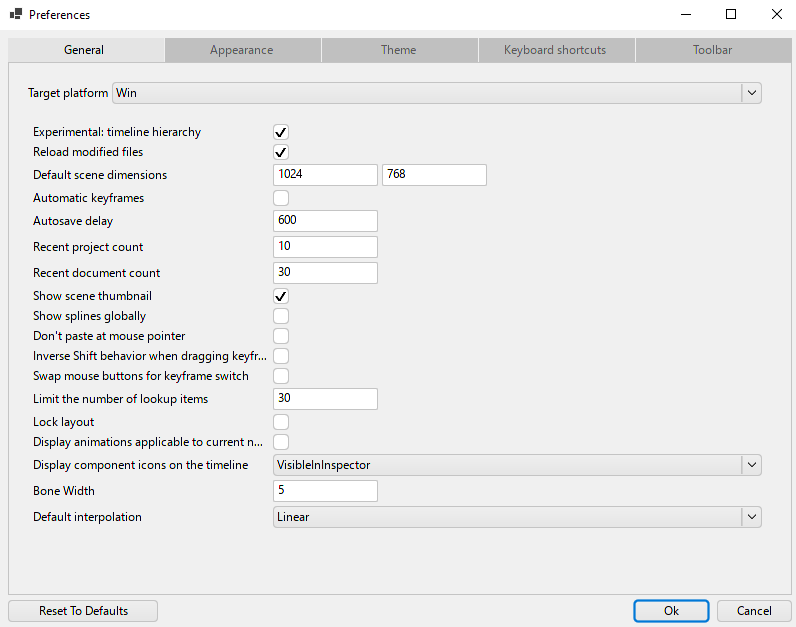 Preferences
General Appearance Theme Keyboard shortcuts Toolbar
Target platform Win
Experimental: timeline hierarchy
Reload modified files
Default scene dimensions 1024 768
Automatic keyframes
Autosave delay 600
Recent project count 10
Recent document count 30
Show scene thumbnail
Show splines globally
Don't paste at mouse pointer
Inverse Shift behavior when dragging keyfr...
Swap mouse buttons for keyframe switch
Limit the number of lookup items 30
Lock layout
Display animations applicable to current n...
Display component icons on the timeline VisibleInInspector
Bone Width 5
Default interpolation Linear
Reset To Defaults Ok Cancel